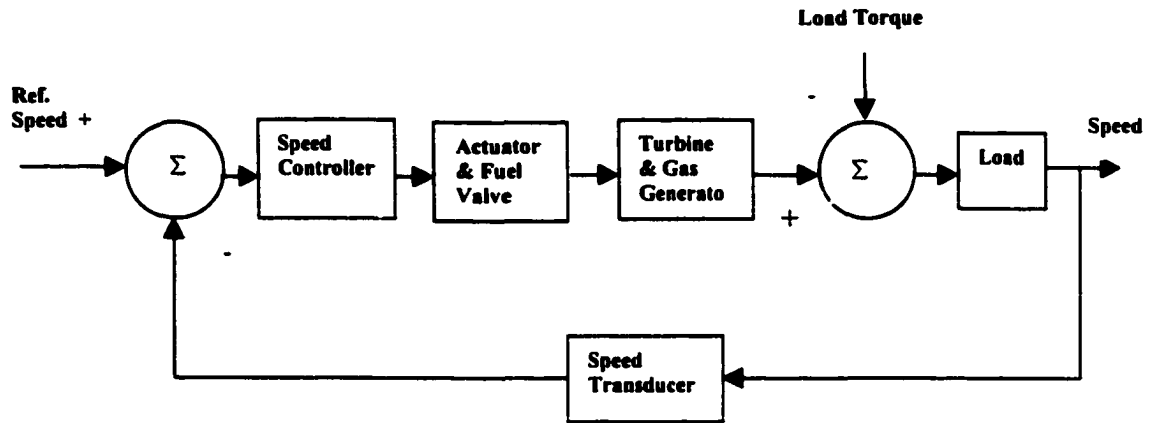 Load Torque
-
Ref.
Speed +
Σ
Speed
Controller
Actuator
& Fuel
Valve
Turbine
& Gas
Generato
Σ
Load
Speed
+
-
Speed
Transducer